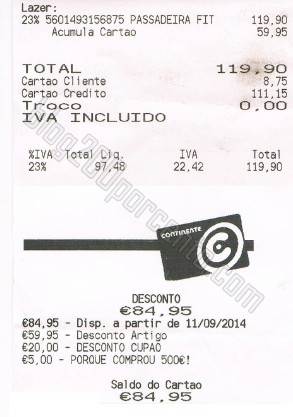 Lazer:
23% 5601493156875 PASSADEIRA FIT 119,90
Acumula Cartao 59,95
TOTAL 119,90
Cartao Cliente 8,75
Cartao Credito 111,15
Troco 0,00
IVA INCLUIDO
%IVA Total Liq. IVA Total
23% 97,48 22,42 119,90
CONTINENTE
C
DESCONTO
€84,95
€84,95 - Disp. a partir de 11/09/2014
€59,95 - Desconto Artigo
€20,00 - DESCONTO CUPAO
€5,00 - PORQUE COMPROU 500€!
Saldo do Cartao
€84,95